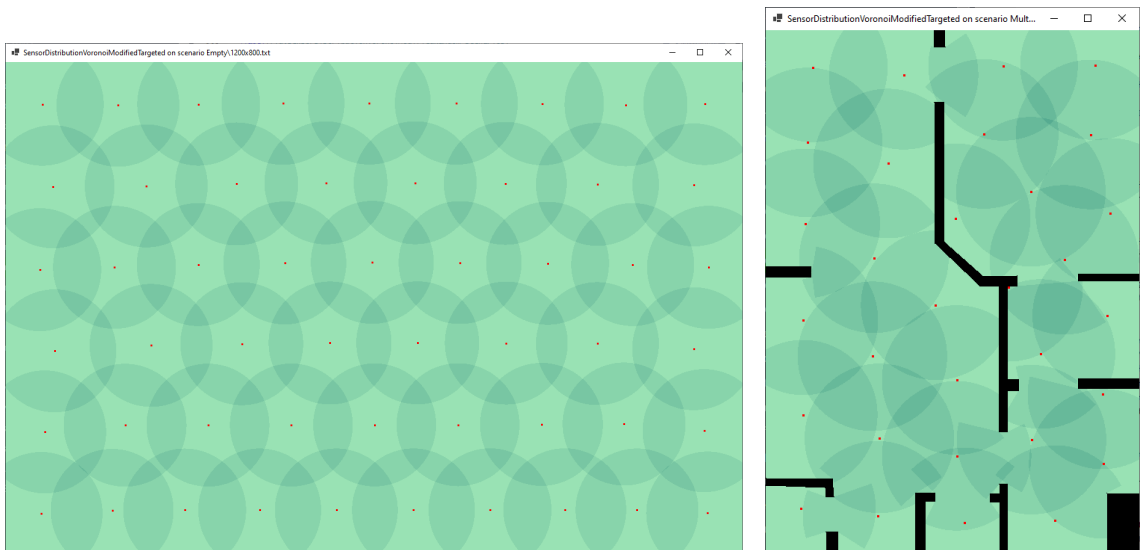 SensorDistributionVoronoiModifiedTargeted on scenario Empty\1200x800.txt
SensorDistributionVoronoiModifiedTargeted on scenario Mult...